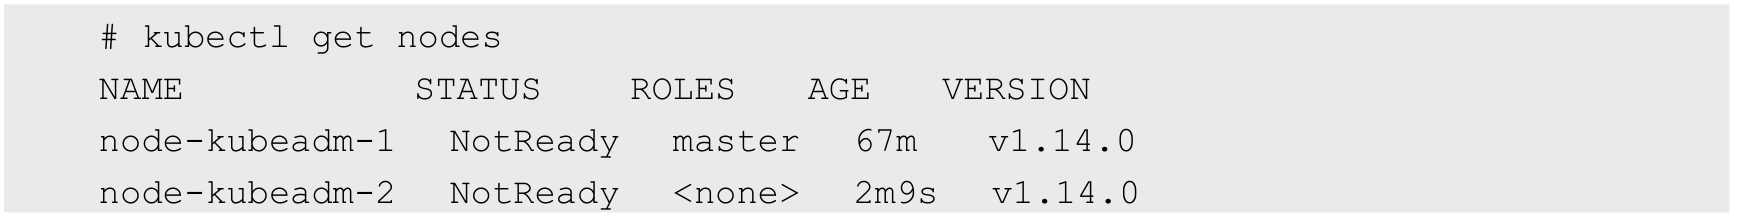 # kubectl get nodes
NAME STATUS ROLES AGE VERSION
node-kubeadm-1 NotReady master 67m v1.14.0
node-kubeadm-2 NotReady <none> 2m9s v1.14.0